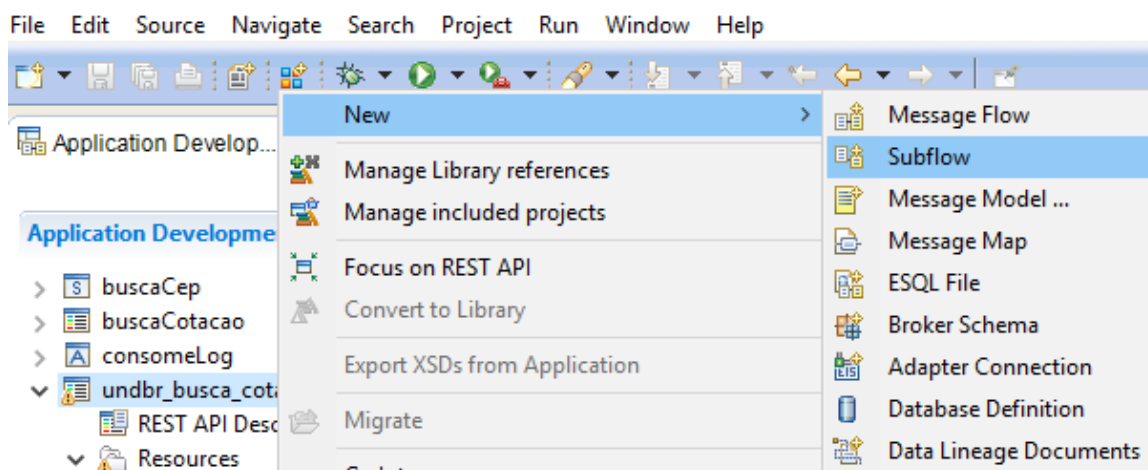 File Edit Source Navigate Search Project Run Window Help
Application Develop...
Application Developme
buscaCep
buscaCotacao
consomeLog
undbr_busca_cota
REST API Desc
Resources
New
Manage Library references
Manage included projects
Focus on REST API
Convert to Library
Export XSDs from Application
Migrate
Message Flow
Subflow
Message Model ...
Message Map
ESQL File
Broker Schema
Adapter Connection
Database Definition
Data Lineage Documents